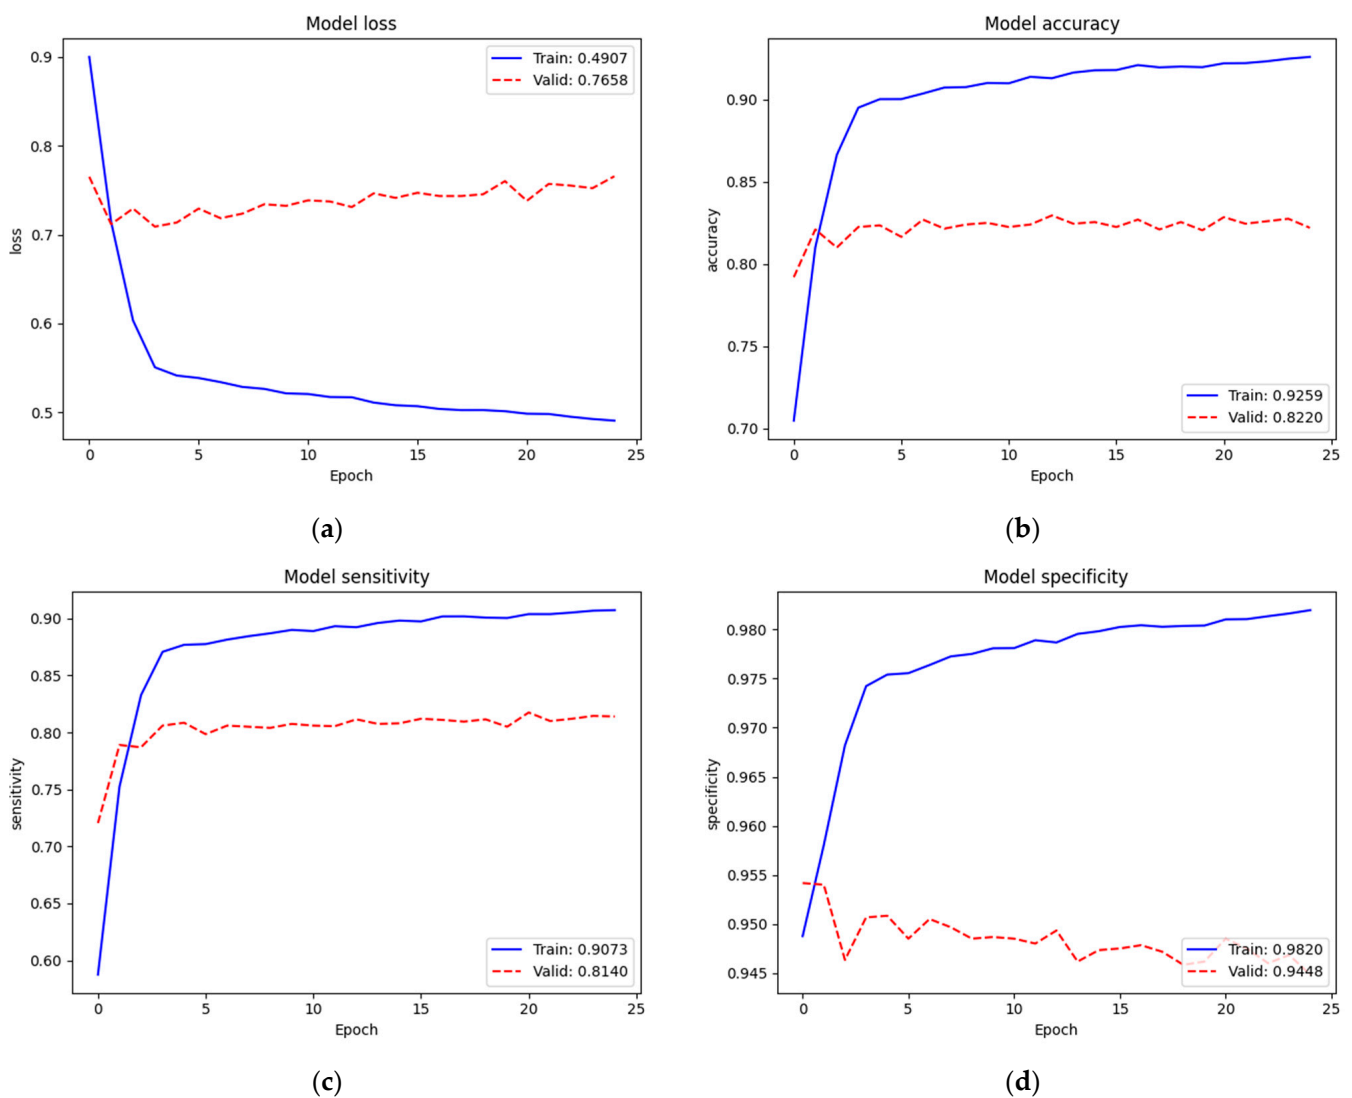 Model loss
0.9
0.8
0.7
0.6
0.5
loss
Train: 0.4907
Valid: 0.7658
0 5 10 15 20 25
Epoch
(a)
Model accuracy
0.90
0.85
0.80
0.75
0.70
accuracy
Train: 0.9259
Valid: 0.8220
0 5 10 15 20 25
Epoch
(b)
Model sensitivity
0.90
0.85
0.80
0.75
0.70
0.65
0.60
sensitivity
Train: 0.9073
Valid: 0.8140
0 5 10 15 20 25
Epoch
(c)
Model specificity
0.980
0.975
0.970
0.965
0.960
0.955
0.950
0.945
specificity
Train: 0.9820
Valid: 0.9448
0 5 10 15 20 25
Epoch
(d)